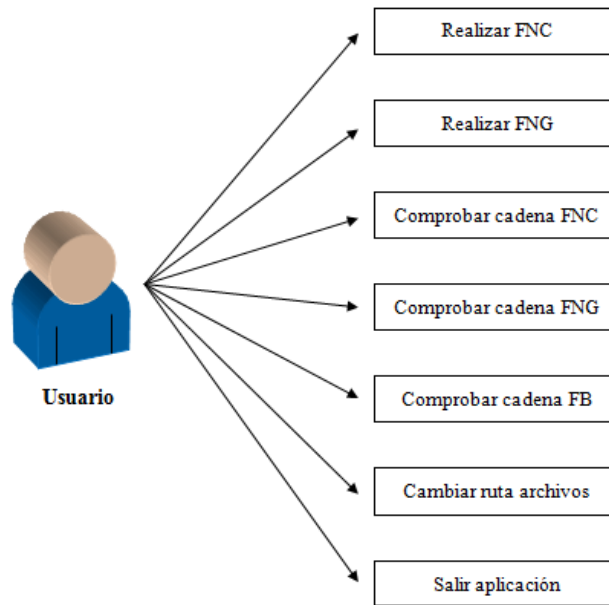 Realizar FNC
Realizar FNG
Comprobar cadena FNC
Comprobar cadena FNG
Usuario
Comprobar cadena FB
Cambiar ruta archivos
Salir aplicación